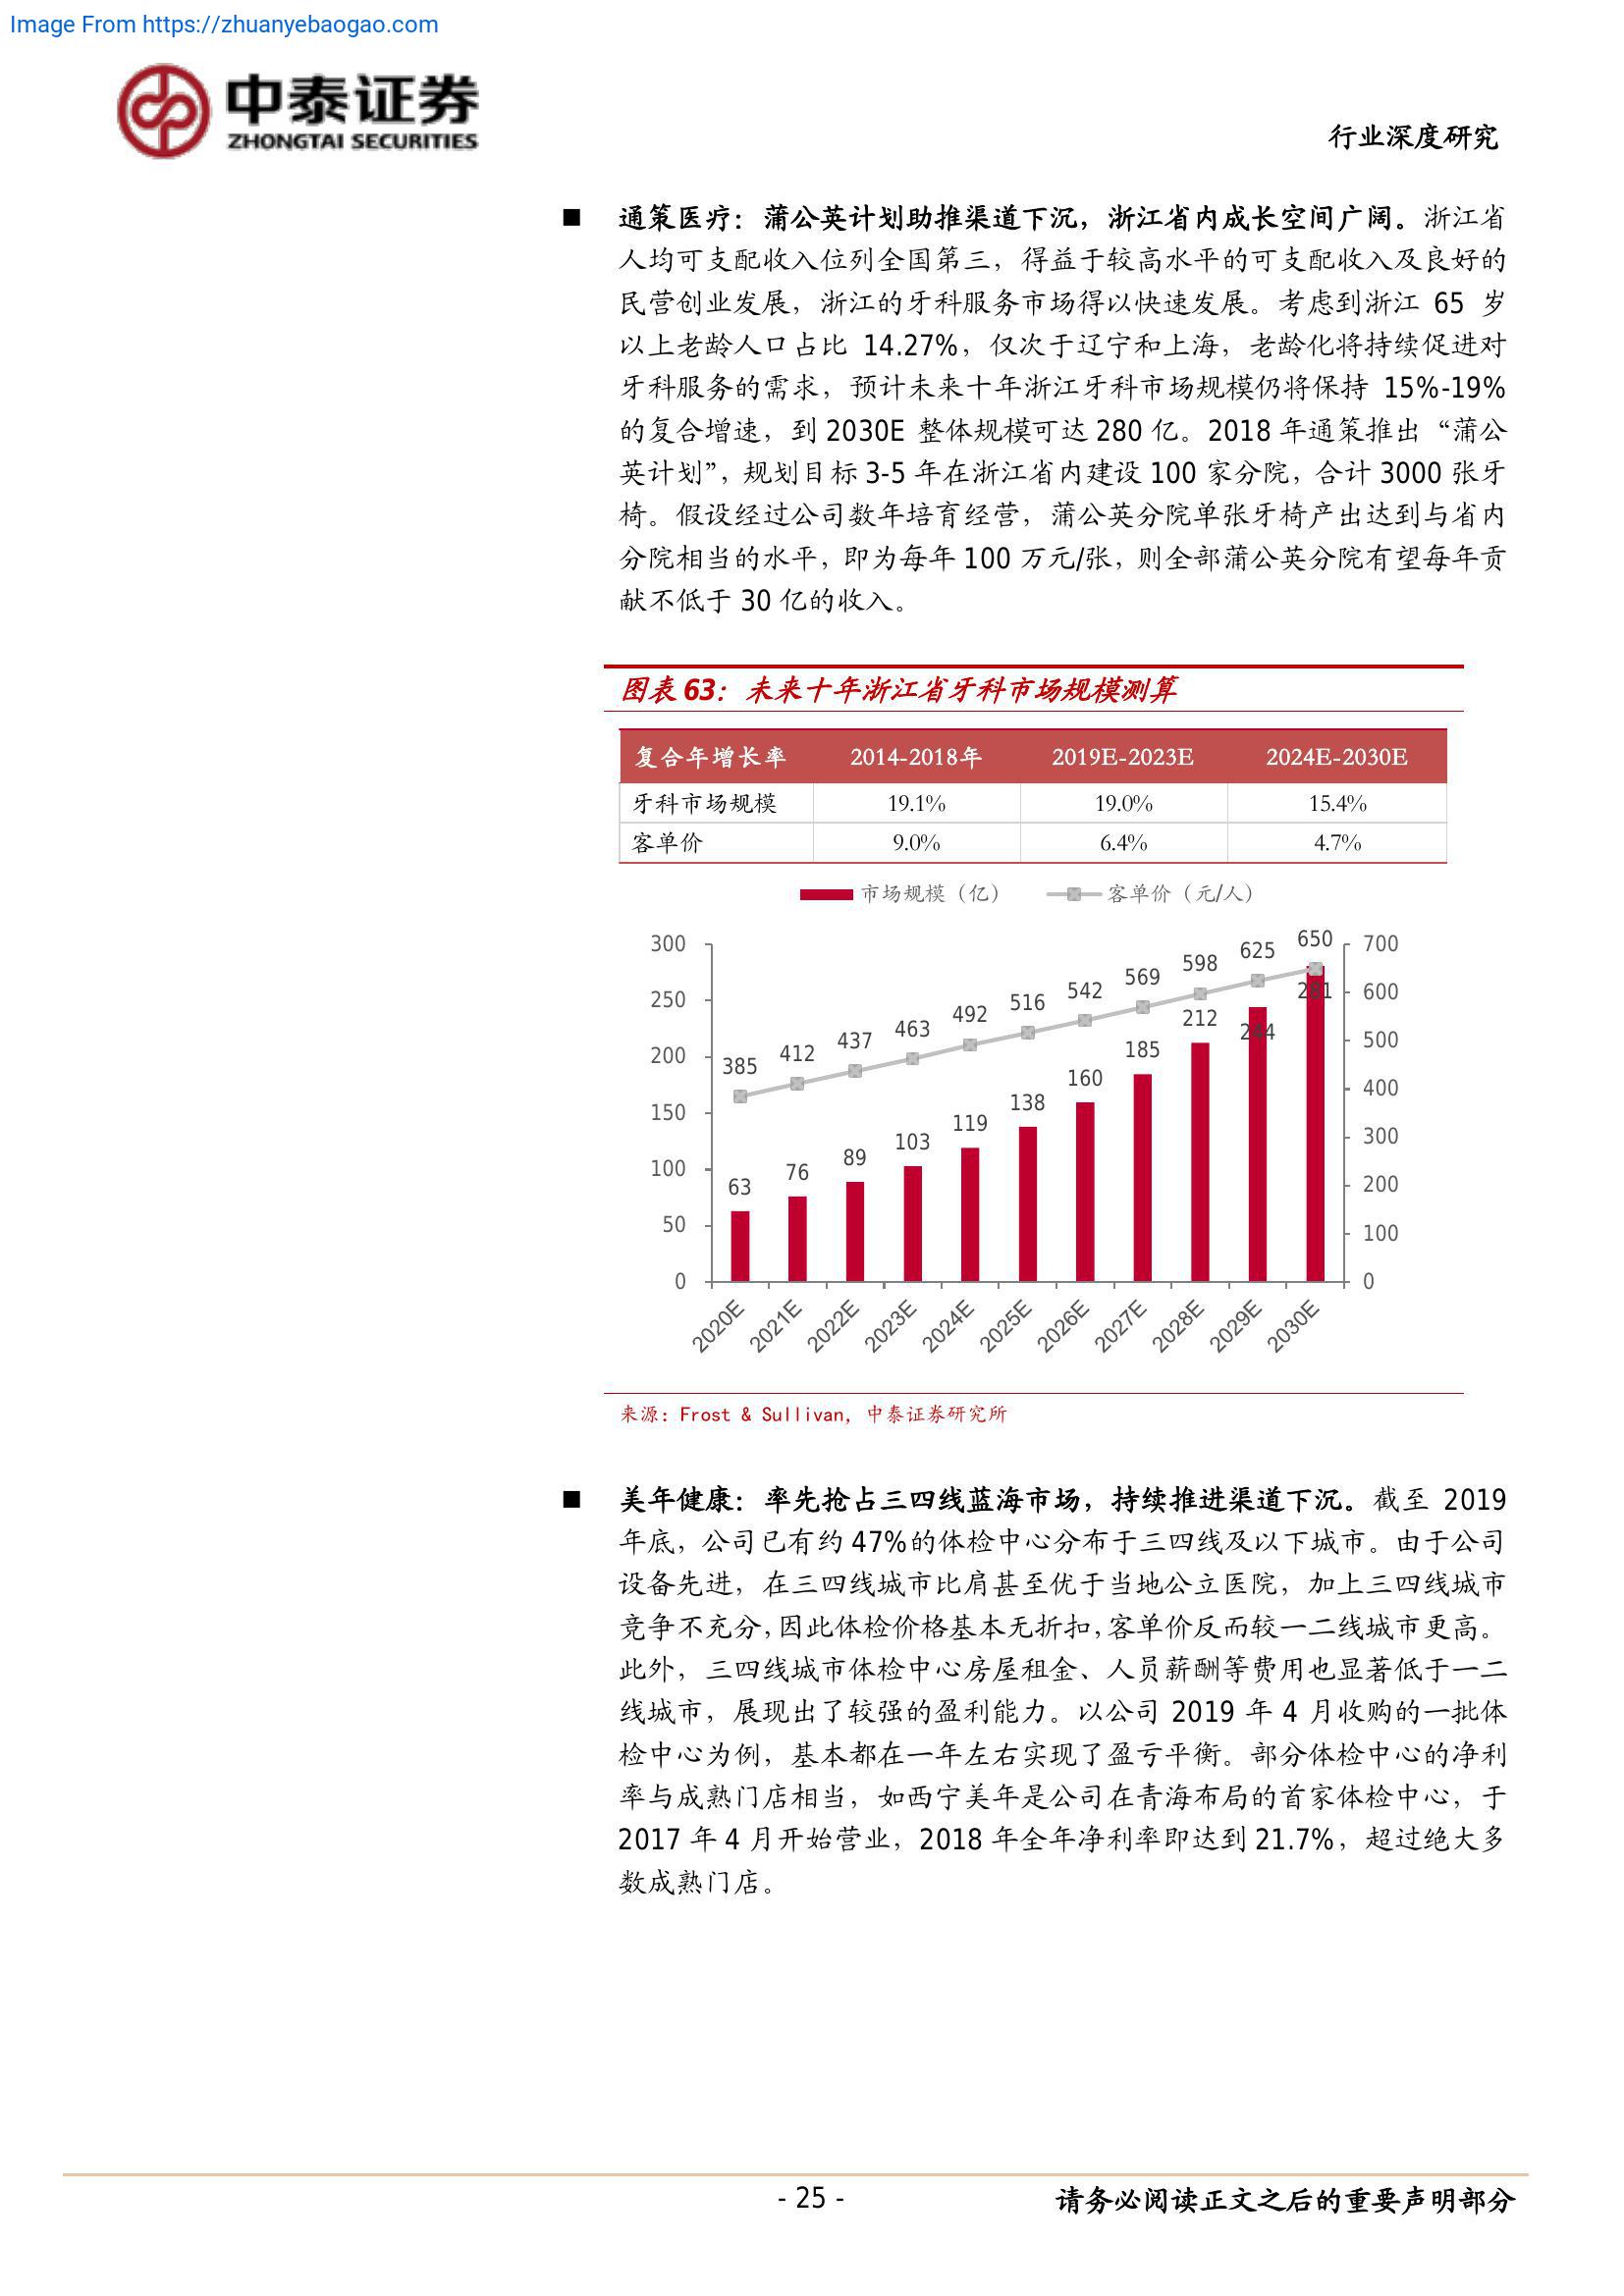 Image From https://zhuanyebaogao.com
中泰证券
ZHONGTAI SECURITIES
行业深度研究
■ 通策医疗：蒲公英计划助推渠道下沉，浙江省内成长空间广阔。浙江省
人均可支配收入位列全国第三，得益于较高水平的可支配收入及良好的
民营创业发展，浙江的牙科服务市场得以快速发展。考虑到浙江 65 岁
以上老龄人口占比 14.27%，仅次于辽宁和上海，老龄化将持续促进对
牙科服务的需求，预计未来十年浙江牙科市场规模仍将保持 15%-19%
的复合增速，到 2030E 整体规模可达 280 亿。2018 年通策推出“蒲公
英计划”，规划目标 3-5 年在浙江省内建设 100 家分院，合计 3000 张牙
椅。假设经过公司数年培育经营，蒲公英分院单张牙椅产出达到与省内
分院相当的水平，即为每年 100 万元/张，则全部蒲公英分院有望每年贡
献不低于 30 亿的收入。
图表 63：未来十年浙江省牙科市场规模测算
复合年增长率 2014-2018年 2019E-2023E 2024E-2030E
牙科市场规模 19.1% 19.0% 15.4%
客单价 9.0% 6.4% 4.7%
市场规模（亿） 客单价（元/人）
300 250 200 150 100 50 0
385 412 437 463 492 516 542 569 598 625 650
63 76 89 103 119 138 160 185 212 244 281
700 600 500 400 300 200 100 0
2020E 2021E 2022E 2023E 2024E 2025E 2026E 2027E 2028E 2029E 2030E
来源：Frost & Sullivan，中泰证券研究所
■ 美年健康：率先抢占三四线蓝海市场，持续推进渠道下沉。截至 2019
年底，公司已有约 47%的体检中心分布于三四线及以下城市。由于公司
设备先进，在三四线城市比肩甚至优于当地公立医院，加上三四线城市
竞争不充分，因此体检价格基本无折扣，客单价反而较一二线城市更高。
此外，三四线城市体检中心房屋租金、人员薪酬等费用也显著低于一二
线城市，展现出了较强的盈利能力。以公司 2019 年 4 月收购的一批体
检中心为例，基本都在一年左右实现了盈亏平衡。部分体检中心的净利
率与成熟门店相当，如西宁美年是公司在青海布局的首家体检中心，于
2017 年 4 月开始营业，2018 年全年净利率即达到 21.7%，超过绝大多
数成熟门店。
- 25 -
请务必阅读正文之后的重要声明部分